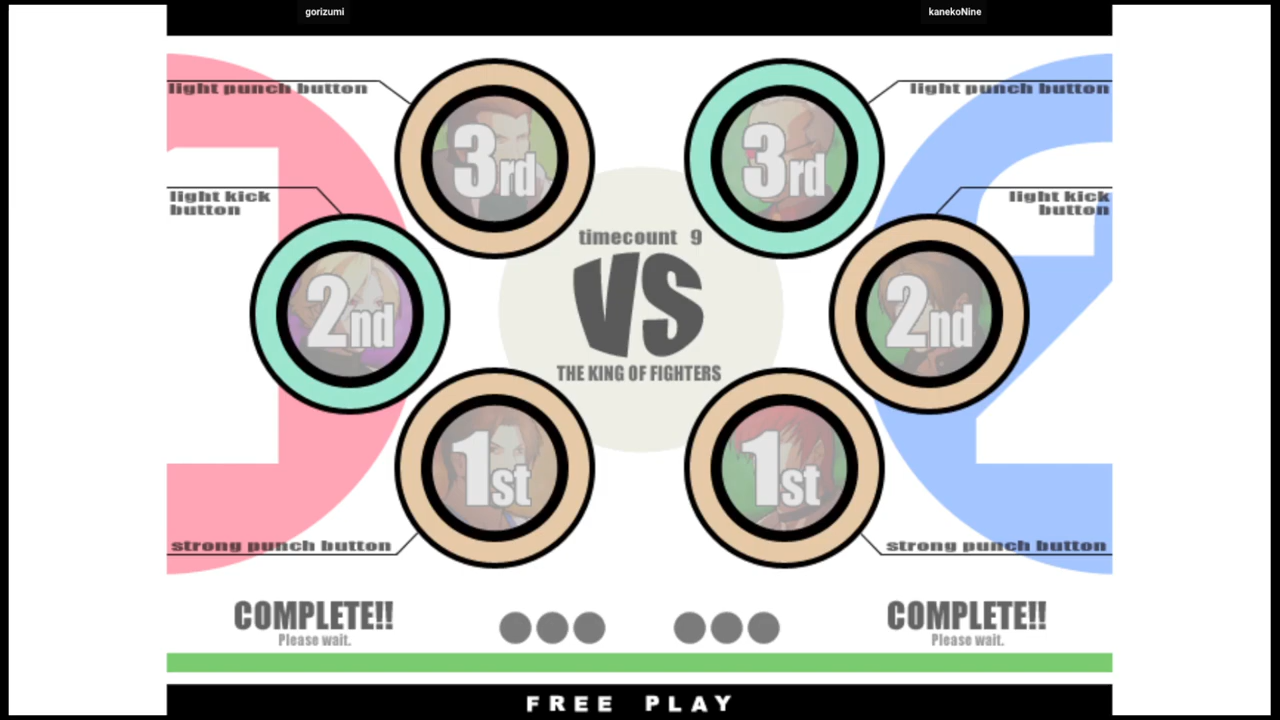 gorizumi
kanekoNine
light punch button
3rd
3rd
light punch button
light kick
button
light kick
button
timecount 9
VS
THE KING OF FIGHTERS
2nd
2nd
1st
1st
strong punch button
strong punch button
1
2
COMPLETE!!
Please wait.
COMPLETE!!
Please wait.
FREE PLAY